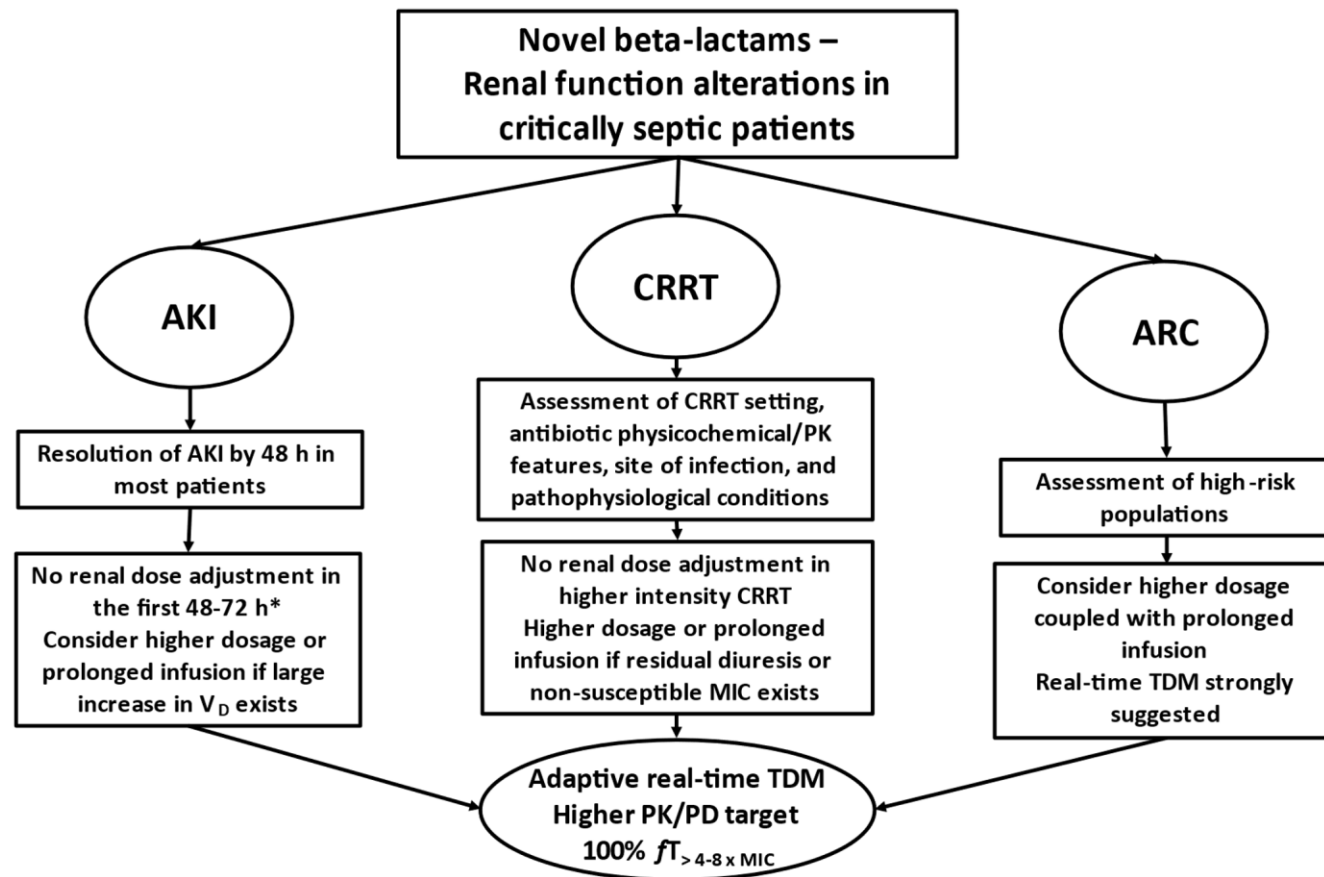 Novel beta-lactams –
Renal function alterations in
critically septic patients
AKI
Resolution of AKI by 48 h in
most patients
No renal dose adjustment in
the first 48-72 h*
Consider higher dosage or
prolonged infusion if large
increase in VD exists
CRRT
Assessment of CRRT setting,
antibiotic physicochemical/PK
features, site of infection, and
pathophysiological conditions
No renal dose adjustment in
higher intensity CRRT
Higher dosage or prolonged
infusion if residual diuresis or
non-susceptible MIC exists
ARC
Assessment of high-risk
populations
Consider higher dosage
coupled with prolonged
infusion
Real-time TDM strongly
suggested
Adaptive real-time TDM
Higher PK/PD target
100% fT> 4-8 x MIC